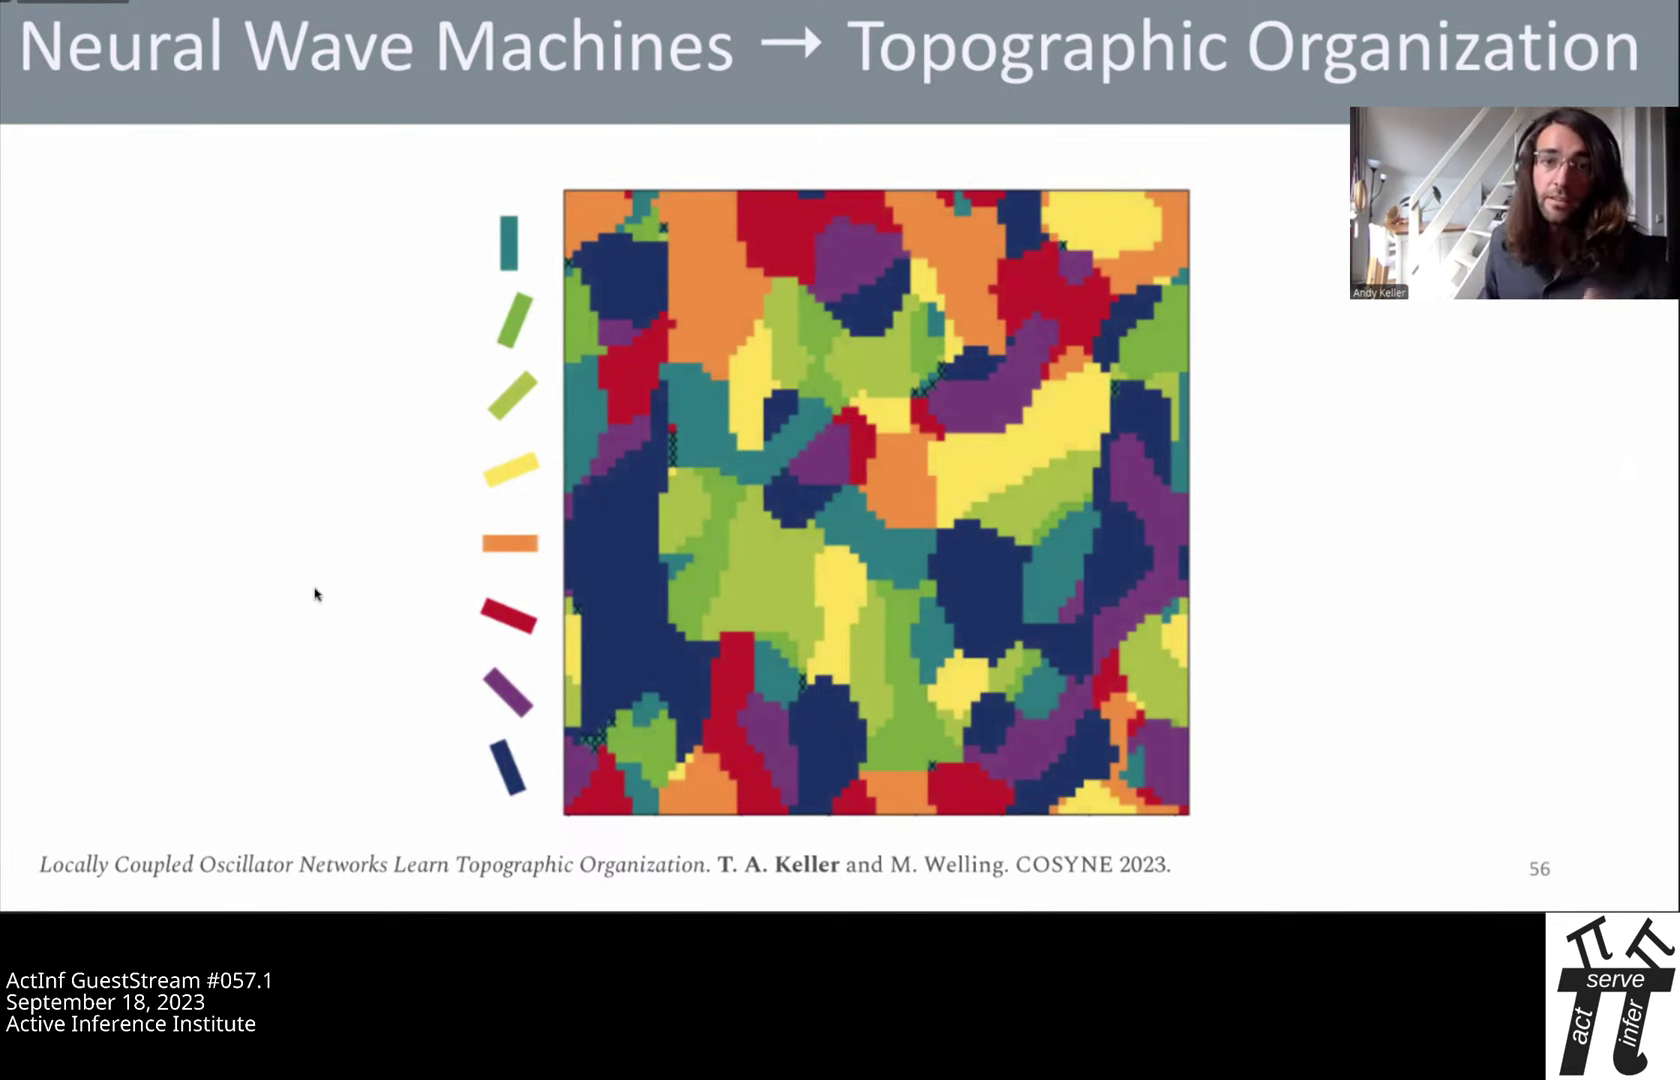 Neural Wave Machines → Topographic Organization
Andy Keller
Locally Coupled Oscillator Networks Learn Topographic Organization. T. A. Keller and M. Welling. COSYNE 2023.
56
ActInf GuestStream #057.1
September 18, 2023
Active Inference Institute
π π
serve
act
infer